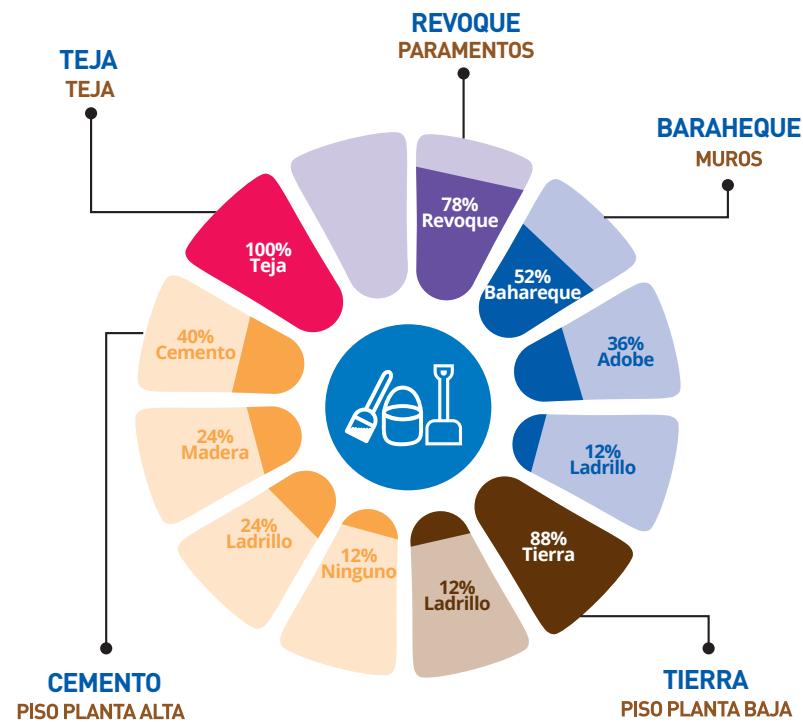 REVOQUE
PARAMENTOS
TEJA
TEJA
BARAHEQUE
MUROS
78%
Revoque
100%
Teja
52%
Bahareque
40%
Cemento
36%
Adobe
24%
Madera
12%
Ladrillo
24%
Ladrillo
12%
Ninguno
12%
Ladrillo
88%
Tierra
CEMENTO
PISO PLANTA ALTA
TIERRA
PISO PLANTA BAJA